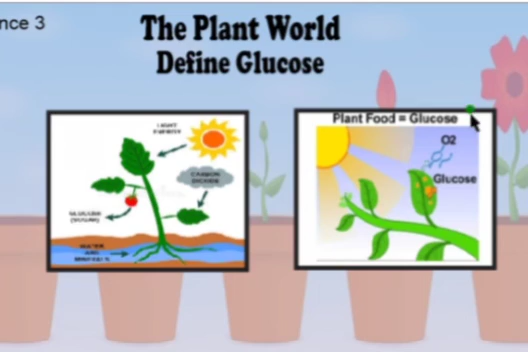 nce 3
The Plant World
Define Glucose
LIGHT
ENERGY
CARBON
DIOXIDE
GLUCOSE
(SUGAR)
WATER
AND
MINERALS
Plant Food = Glucose
O2
Glucose